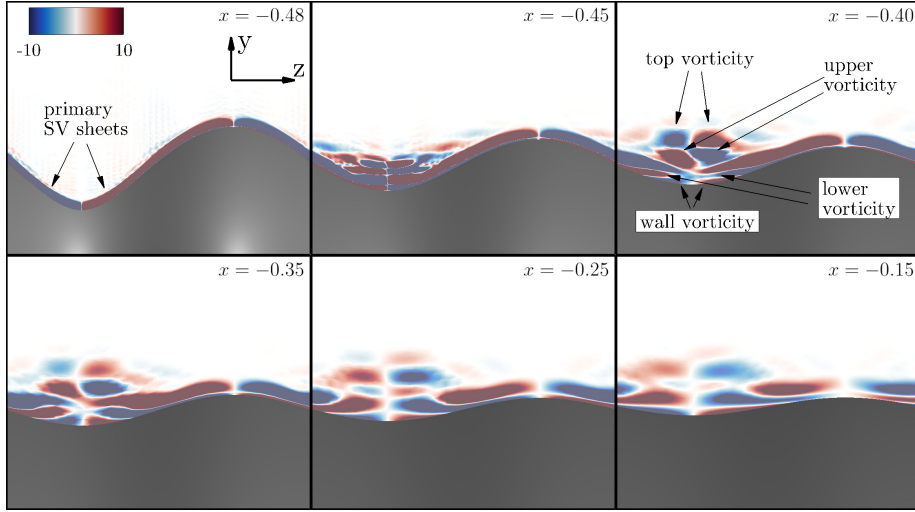 x = −0.48
-10 10
y
z
primary
SV sheets
x = −0.45
x = −0.40
top vorticity
upper
vorticity
lower
vorticity
wall vorticity
x = −0.35
x = −0.25
x = −0.15